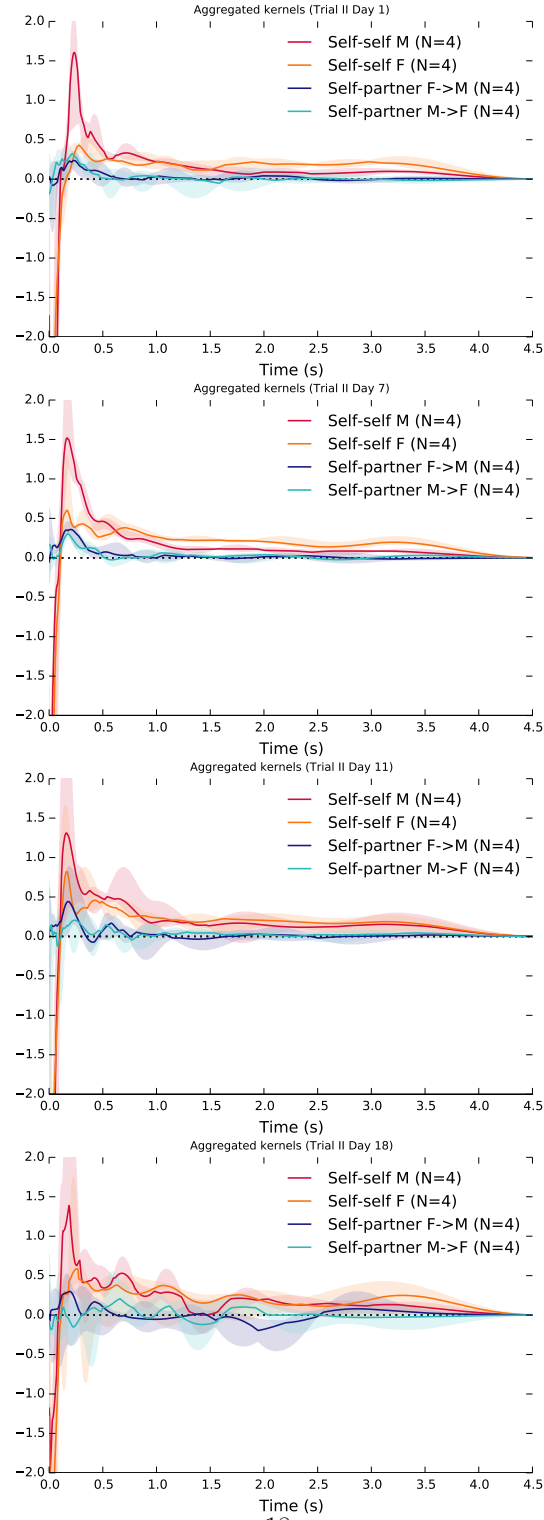 Aggregated kernels (Trial II Day 1)
2.0
1.5
1.0
0.5
0.0
−0.5
−1.0
−1.5
−2.0
Self-self M (N=4)
Self-self F (N=4)
Self-partner F->M (N=4)
Self-partner M->F (N=4)
0.0 0.5 1.0 1.5 2.0 2.5 3.0 3.5 4.0 4.5
Time (s)
Aggregated kernels (Trial II Day 7)
2.0
1.5
1.0
0.5
0.0
−0.5
−1.0
−1.5
−2.0
Self-self M (N=4)
Self-self F (N=4)
Self-partner F->M (N=4)
Self-partner M->F (N=4)
0.0 0.5 1.0 1.5 2.0 2.5 3.0 3.5 4.0 4.5
Time (s)
Aggregated kernels (Trial II Day 11)
2.0
1.5
1.0
0.5
0.0
−0.5
−1.0
−1.5
−2.0
Self-self M (N=4)
Self-self F (N=4)
Self-partner F->M (N=4)
Self-partner M->F (N=4)
0.0 0.5 1.0 1.5 2.0 2.5 3.0 3.5 4.0 4.5
Time (s)
Aggregated kernels (Trial II Day 18)
2.0
1.5
1.0
0.5
0.0
−0.5
−1.0
−1.5
−2.0
Self-self M (N=4)
Self-self F (N=4)
Self-partner F->M (N=4)
Self-partner M->F (N=4)
0.0 0.5 1.0 1.5 2.0 2.5 3.0 3.5 4.0 4.5
Time (s)